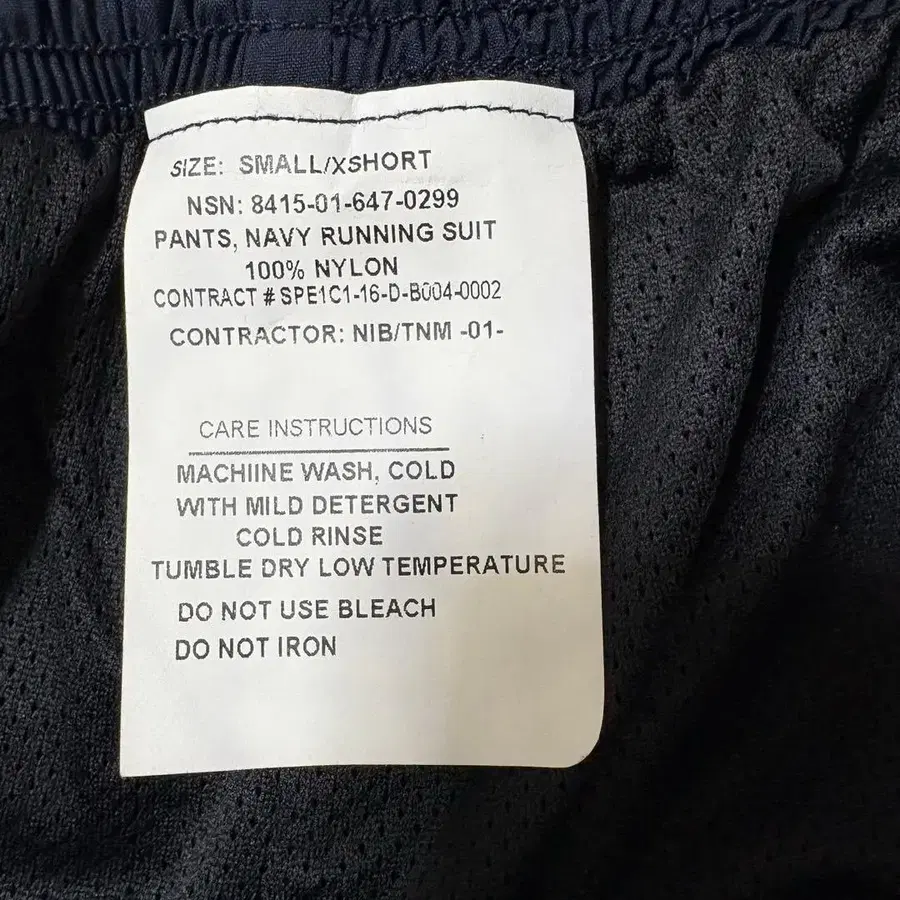 SIZE: SMALL/XSHORT
NSN: 8415-01-647-0299
PANTS, NAVY RUNNING SUIT
100% NYLON
CONTRACT # SPE1C1-16-D-B004-0002
CONTRACTOR: NIB/TNM -01-
CARE INSTRUCTIONS
MACHIINE WASH, COLD
WITH MILD DETERGENT
COLD RINSE
TUMBLE DRY LOW TEMPERATURE
DO NOT USE BLEACH
DO NOT IRON